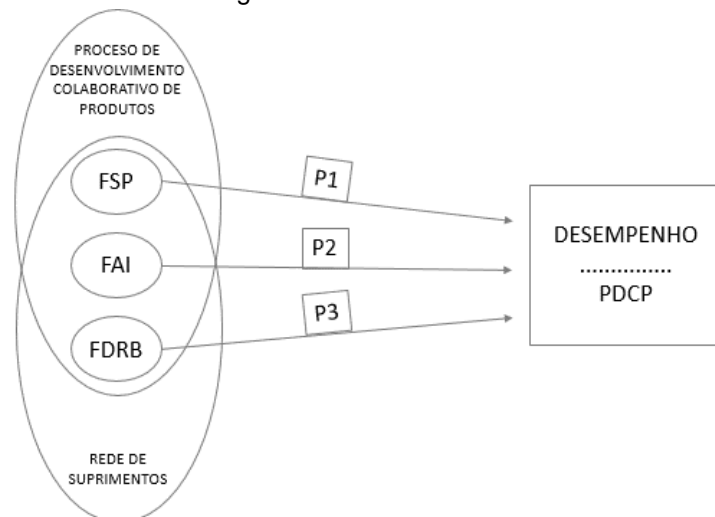 PROCESO DE
DESENVOLVIMENTO
COLABORATIVO DE
PRODUTOS
FSP
P1
FAI
P2
FDRB
P3
DESEMPENHO
...............
PDCP
REDE DE
SUPRIMENTOS